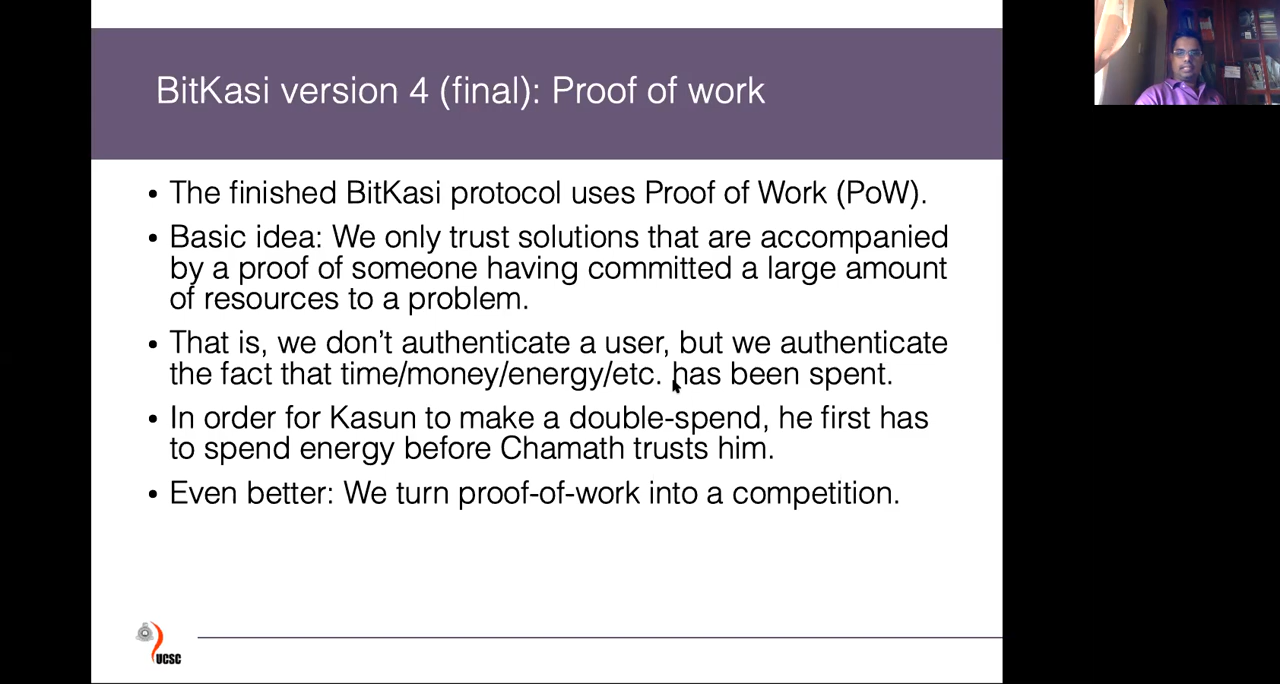 BitKasi version 4 (final): Proof of work
• The finished BitKasi protocol uses Proof of Work (PoW).
• Basic idea: We only trust solutions that are accompanied
by a proof of someone having committed a large amount
of resources to a problem.
• That is, we don't authenticate a user, but we authenticate
the fact that time/money/energy/etc. has been spent.
• In order for Kasun to make a double-spend, he first has
to spend energy before Chamath trusts him.
• Even better: We turn proof-of-work into a competition.
UCSC